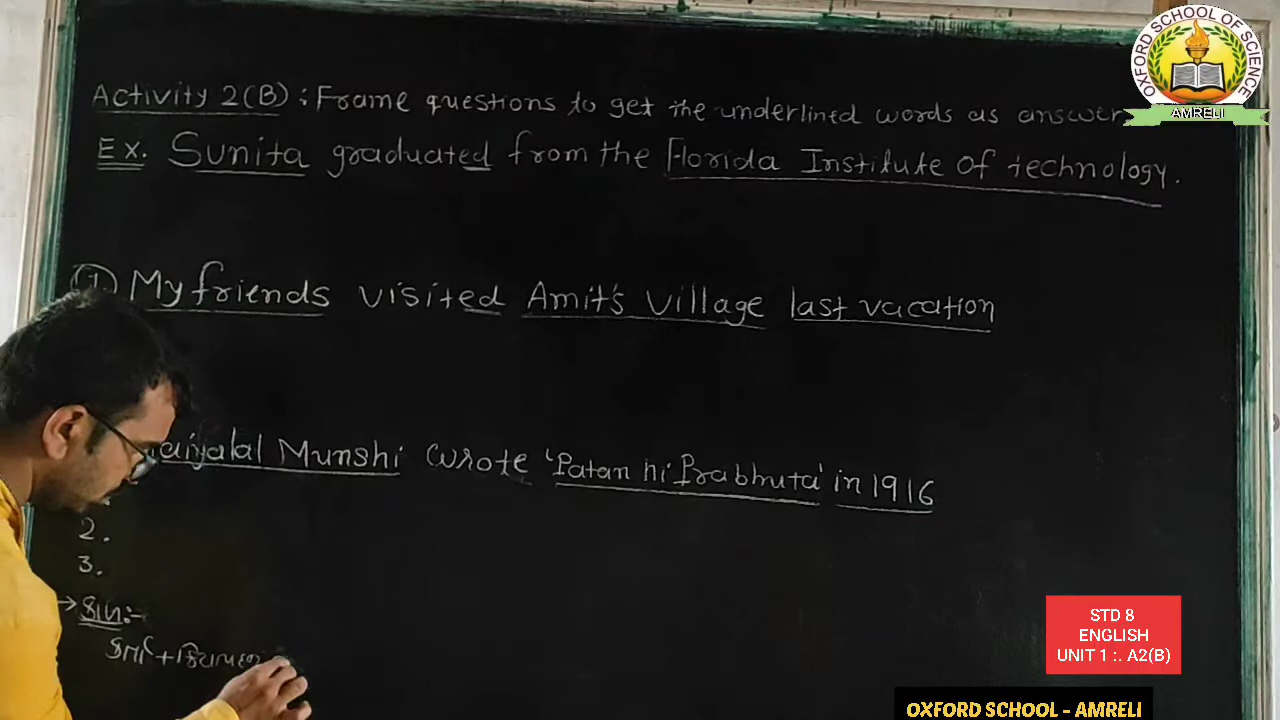 OXFORD SCHOOL OF SCIENCE
AMRELI
Activity 2(B) : Frame questions to get the underlined words as answer
Ex. Sunita graduated from the Florida Institute of technology.
① My friends visited Amit's village last vacation
aiyalal Munshi wrote 'Patan ni Prabhuta' in 1916
2.
3.
→ કાળ:-
કર્તા + ક્રિયાપદ
STD 8
ENGLISH
UNIT 1 :. A2(B)
OXFORD SCHOOL - AMRELI